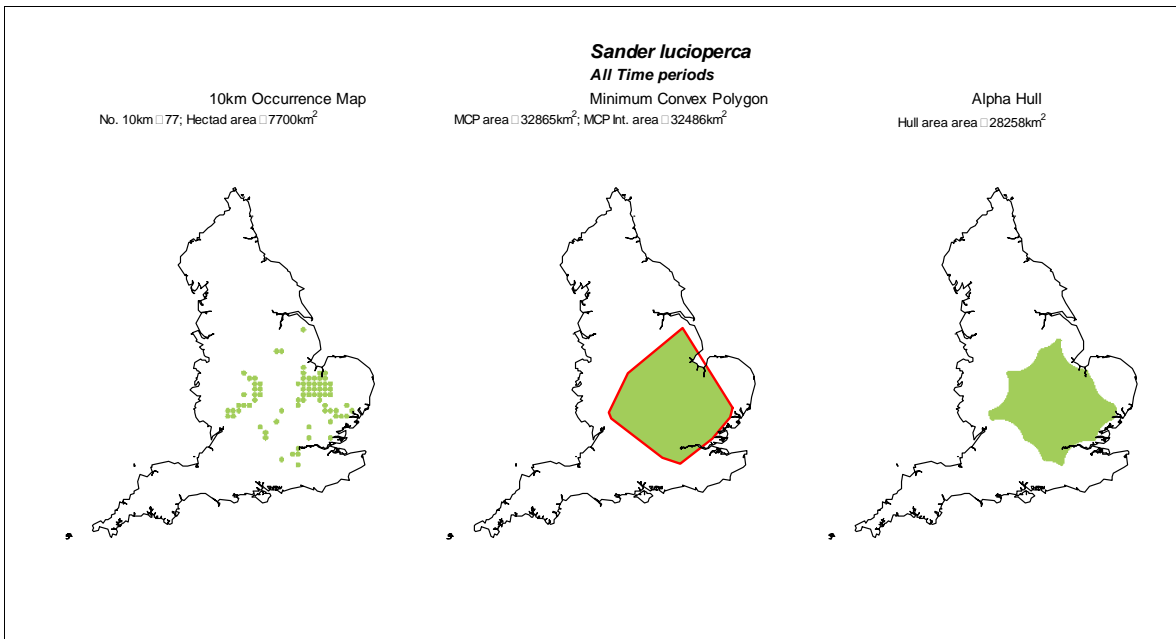 Sander lucioperca
All Time periods
10km Occurrence Map
No. 10km □ 77; Hectad area □ 7700km²
Minimum Convex Polygon
MCP area □ 32865km²; MCP Int. area □ 32486km²
Alpha Hull
Hull area area □ 28258km²